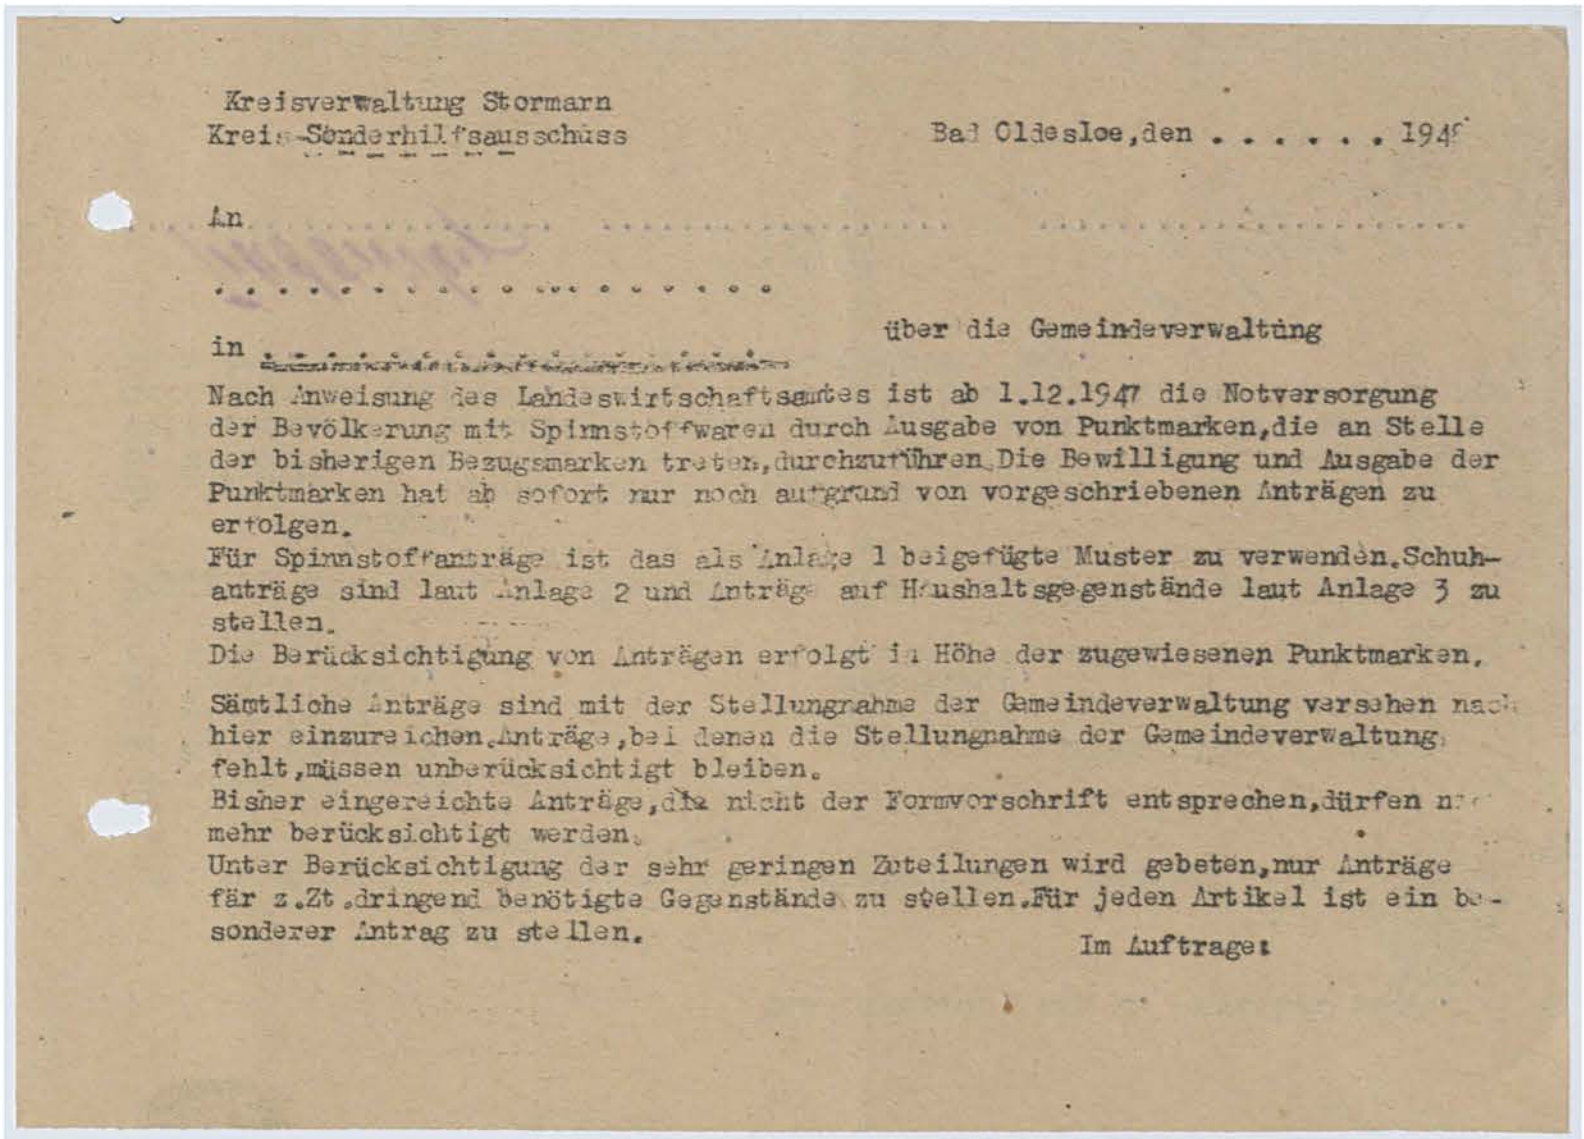 Kreisverwaltung Stormarn
Kreis-Sonderhilfsausschuss
Bad Oldesloe,den . . . . . . 194
An . . . . . . . . . . . . . . . . . . . . . . . . . . . . . . . . . . . .
. . . . . . . . . . . . . . . . . .
über die Gemeindeverwaltung
in . . . . . . . . . . . . . . . .
Nach Anweisung des Landeswirtschaftsamtes ist ab 1.12.1947 die Notversorgung
der Bevölkerung mit Spinnstoffwaren durch Ausgabe von Punktmarken,die an Stelle
der bisherigen Bezugsmarken treten,durchzuführen.Die Bewilligung und Ausgabe der
Punktmarken hat ab sofort nur noch aufgrund von vorgeschriebenen Anträgen zu
erfolgen.
Für Spinnstoffanträge ist das als Anlage 1 beigefügte Muster zu verwenden.Schuh-
anträge sind laut Anlage 2 und Anträge auf Haushaltsgegenstände laut Anlage 3 zu
stellen.
Die Berücksichtigung von Anträgen erfolgt in Höhe der zugewiesenen Punktmarken.
Sämtliche Anträge sind mit der Stellungnahme der Gemeindeverwaltung versehen nach
hier einzureichen.Anträge,bei denen die Stellungnahme der Gemeindeverwaltung
fehlt,müssen unberücksichtigt bleiben.
Bisher eingereichte Anträge,die nicht der Formvorschrift entsprechen,dürfen
mehr berücksichtigt werden.
Unter Berücksichtigung der sehr geringen Zuteilungen wird gebeten,nur Anträge
fär z.Zt.dringend benötigte Gegenstände zu stellen.Für jeden Artikel ist ein be-
sonderer Antrag zu stellen.
Im Auftrage: